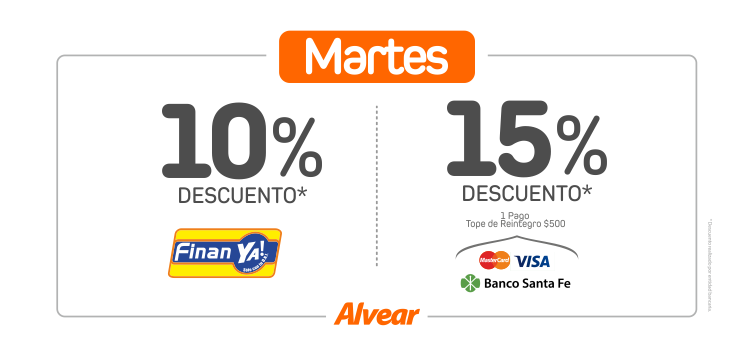 Martes
10%
DESCUENTO*
Finan YA!
15%
DESCUENTO*
1 Pago
Tope de Reintegro $500
MasterCard VISA
Banco Santa Fe
Alvear